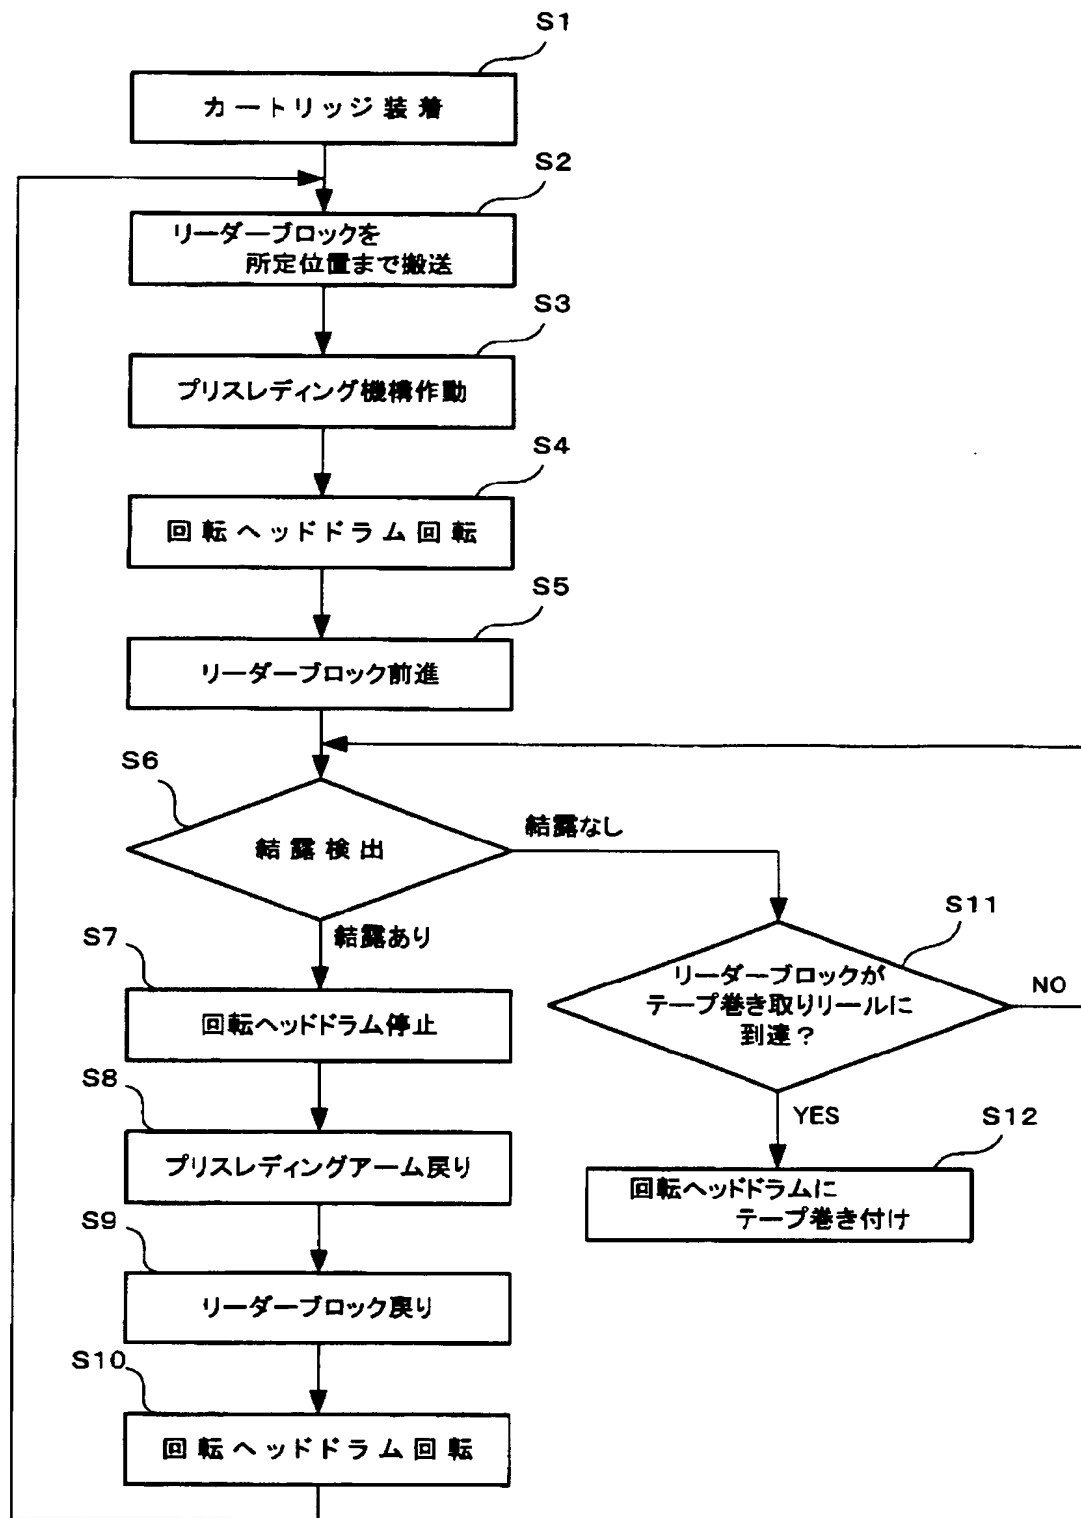 S1
カートリッジ装着
S2
リーダーブロックを
所定位置まで搬送
S3
プリスレディング機構作動
S4
回転ヘッドドラム回転
S5
リーダーブロック前進
S6
結露検出
結露なし
結露あり
S11
リーダーブロックが
テープ巻き取りリールに
到達?
NO
YES
S12
回転ヘッドドラムに
テープ巻き付け
S7
回転ヘッドドラム停止
S8
プリスレディングアーム戻り
S9
リーダーブロック戻り
S10
回転ヘッドドラム回転